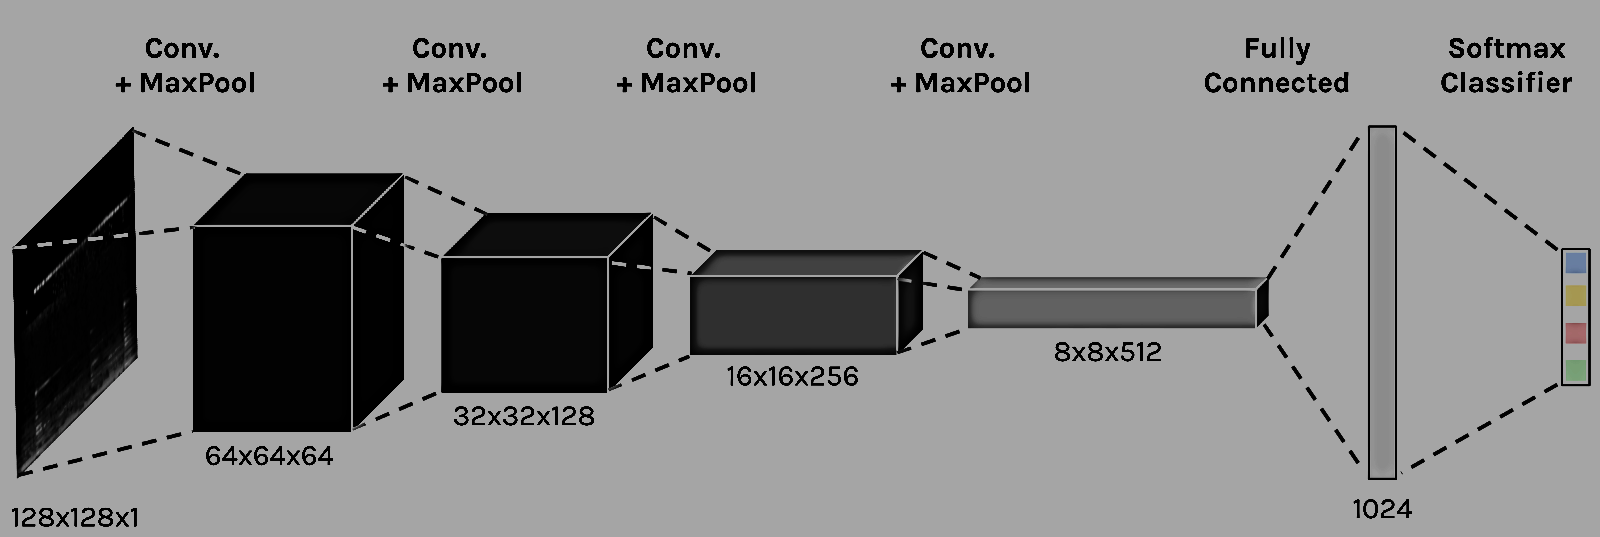 Conv.
+ MaxPool
Conv.
+ MaxPool
Conv.
+ MaxPool
Conv.
+ MaxPool
Fully
Connected
Softmax
Classifier
128x128x1
64x64x64
32x32x128
16x16x256
8x8x512
1024